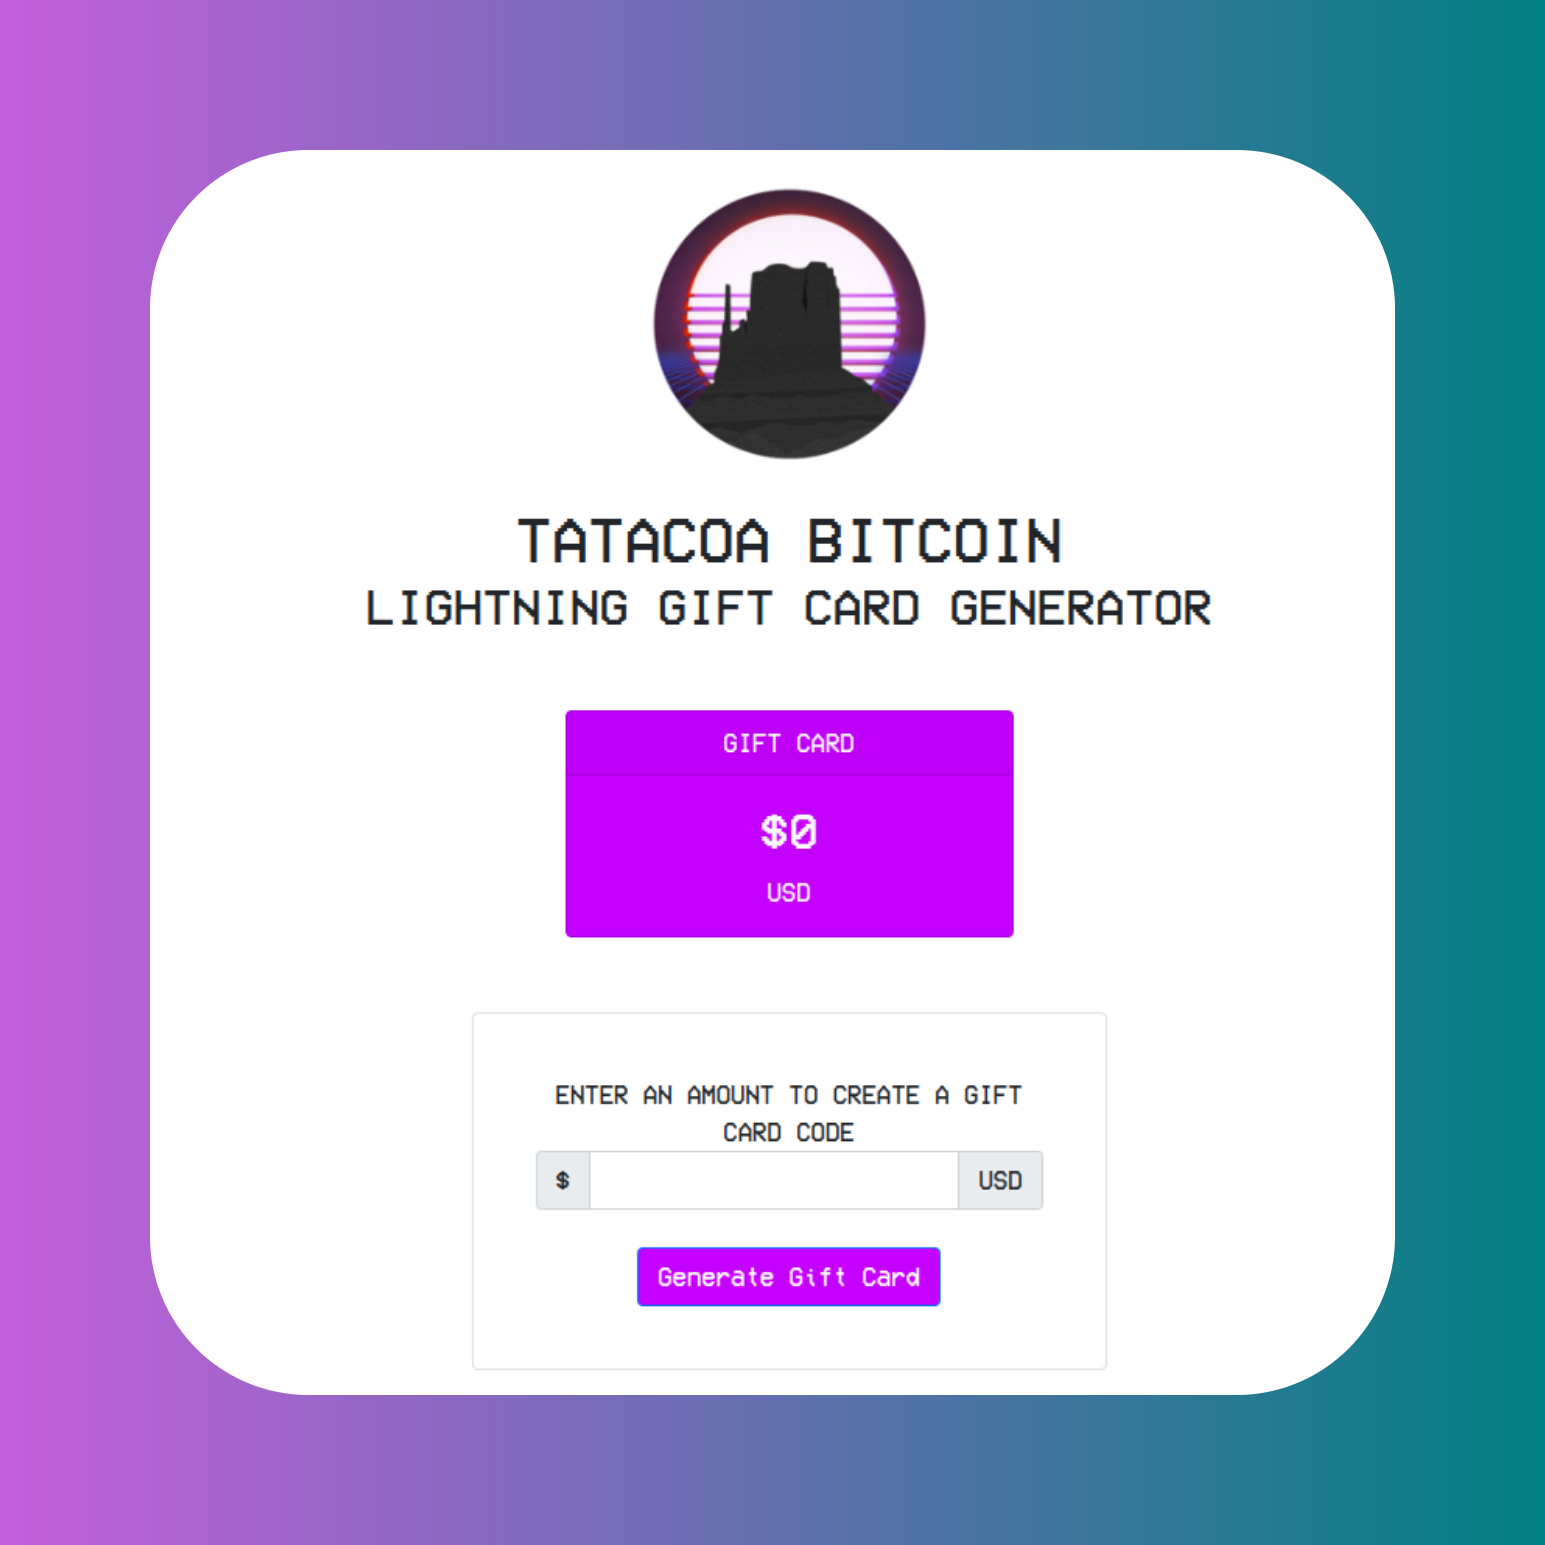 TATACOA BITCOIN
LIGHTNING GIFT CARD GENERATOR
GIFT CARD
$0
USD
ENTER AN AMOUNT TO CREATE A GIFT
CARD CODE
$ USD
Generate Gift Card